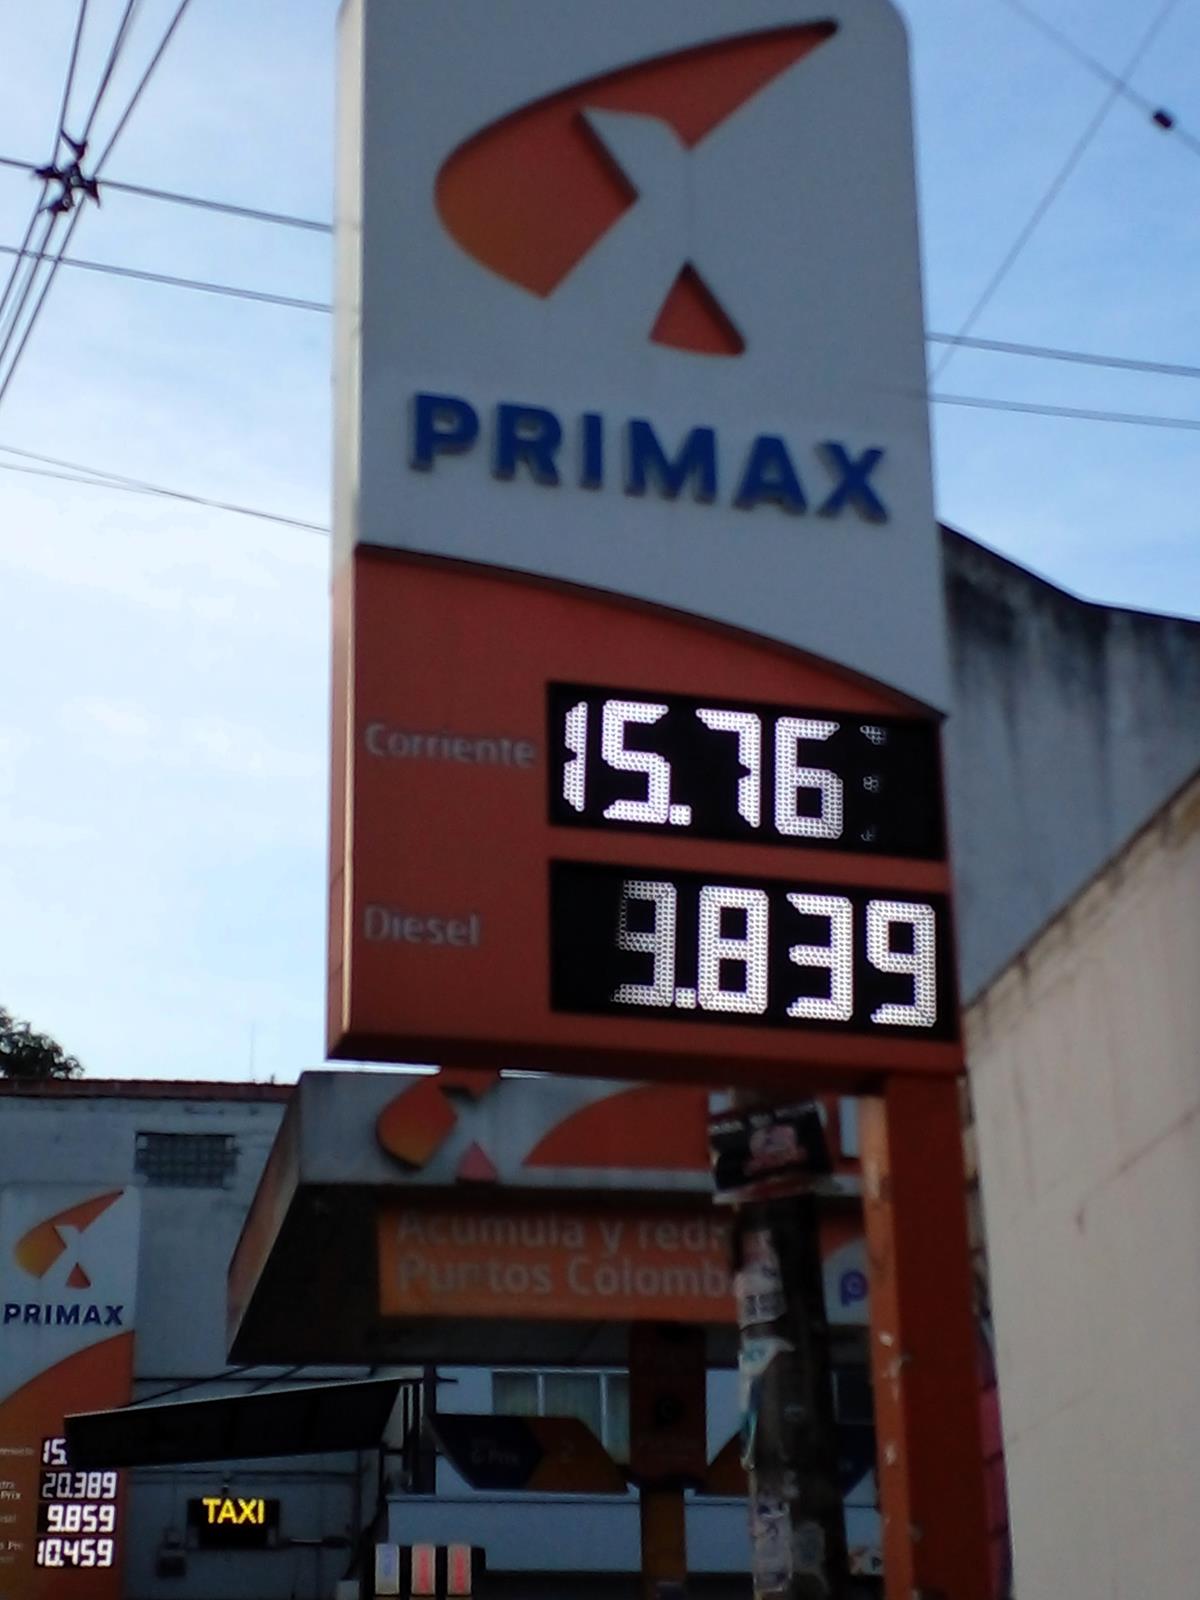 PRIMAX
Corriente 15.76
Diesel 9.839
Acumula y redi
Puntos Colomb
PRIMAX
15.
20.389
Prix
9.859
10.459
TAXI